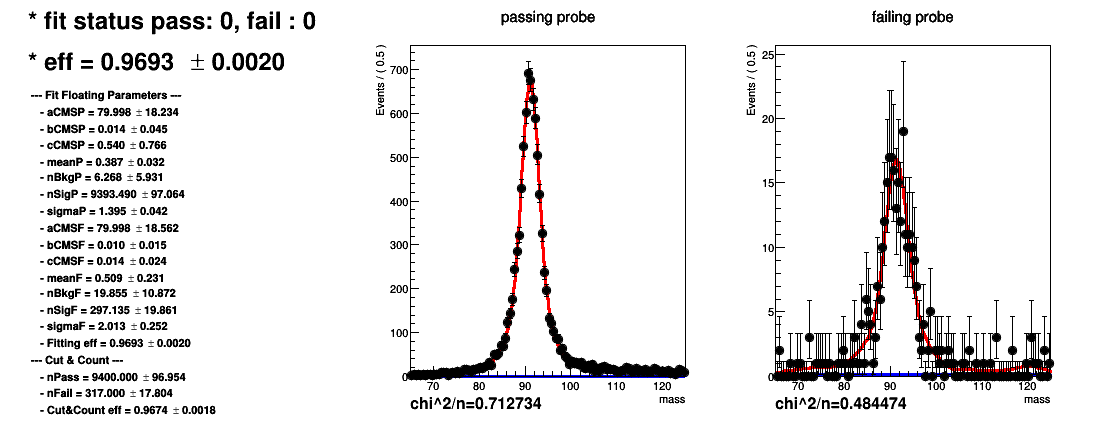 * fit status pass: 0, fail : 0
* eff = 0.9693 ± 0.0020
--- Fit Floating Parameters ---
- aCMSP = 79.998 ± 18.234
- bCMSP = 0.014 ± 0.045
- cCMSP = 0.540 ± 0.766
- meanP = 0.387 ± 0.032
- nBkgP = 6.268 ± 5.931
- nSigP = 9393.490 ± 97.064
- sigmaP = 1.395 ± 0.042
- aCMSF = 79.998 ± 18.562
- bCMSF = 0.010 ± 0.015
- cCMSF = 0.014 ± 0.024
- meanF = 0.509 ± 0.231
- nBkgF = 19.855 ± 10.872
- nSigF = 297.135 ± 19.861
- sigmaF = 2.013 ± 0.252
- Fitting eff = 0.9693 ± 0.0020
--- Cut & Count ---
- nPass = 9400.000 ± 96.954
- nFail = 317.000 ± 17.804
- Cut&Count eff = 0.9674 ± 0.0018
passing probe
Events / ( 0.5 )
700
600
500
400
300
200
100
0
70 80 90 100 110 120
mass
chi^2/n=0.712734
failing probe
Events / ( 0.5 )
25
20
15
10
5
0
70 80 90 100 110 120
mass
chi^2/n=0.484474